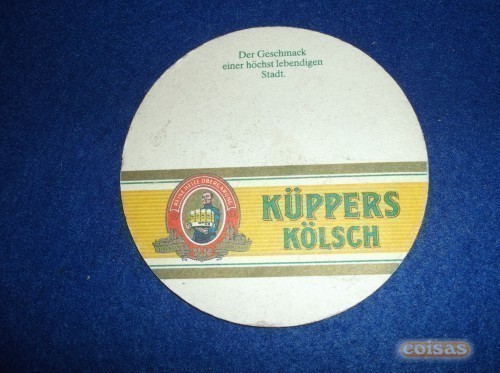 Der Geschmack
einer höchst lebendigen
Stadt.
KÜPPERS
KÖLSCH
coisas